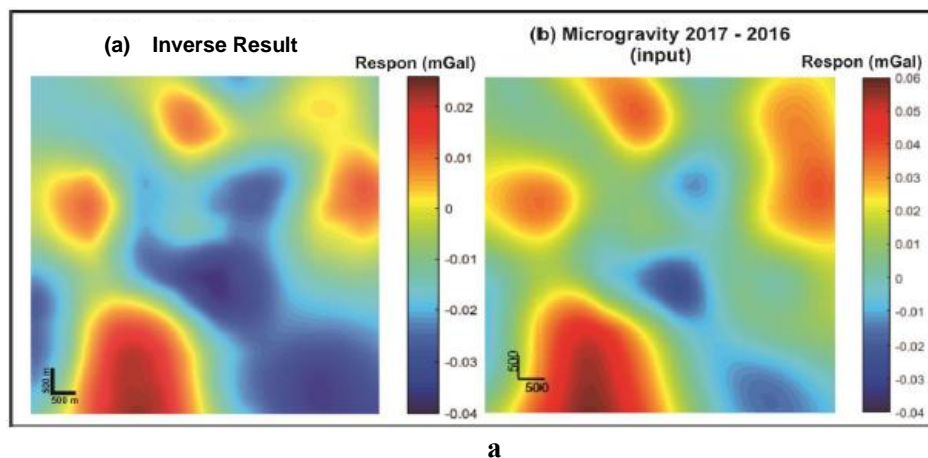 (a) Inverse Result
Respon (mGal)
0.02
0.01
0
-0.01
-0.02
-0.03
-0.04
500 m
500 m
(b) Microgravity 2017 - 2016
(input)
Respon (mGal)
0.06
0.05
0.04
0.03
0.02
0.01
0
-0.01
-0.02
-0.03
-0.04
500
500
a